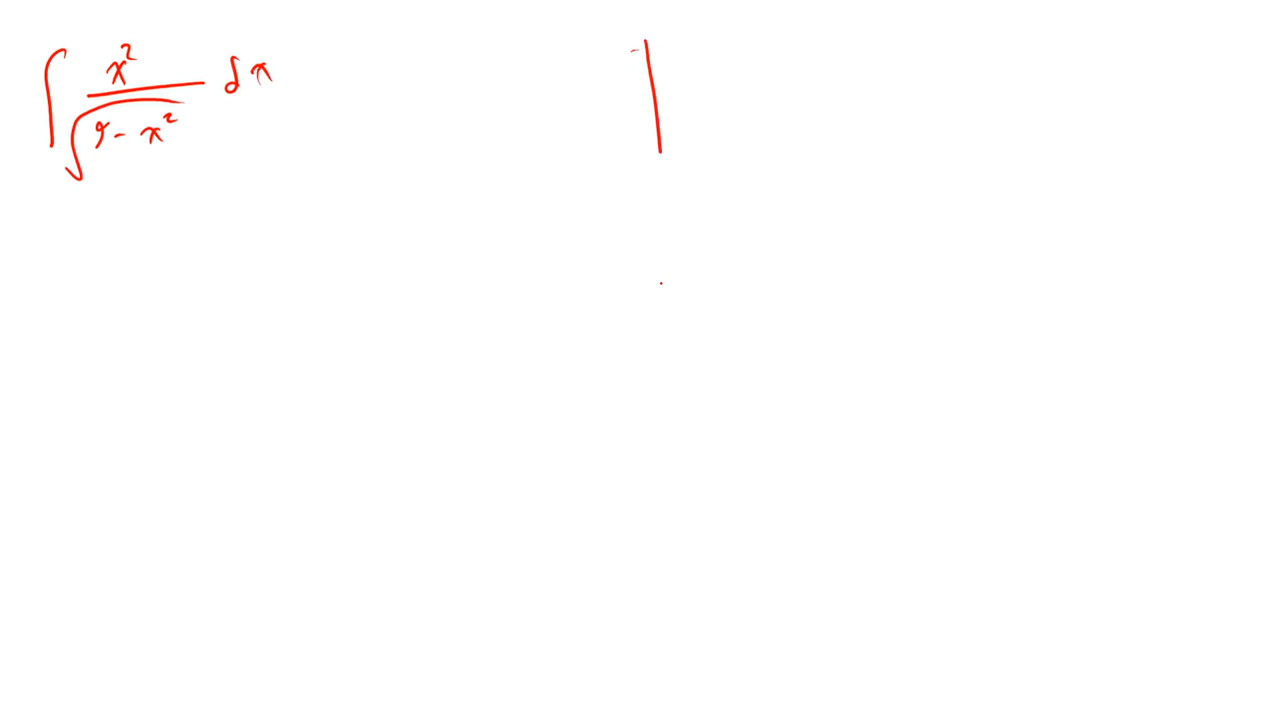 ∫ x² / √(9 - x²) dx